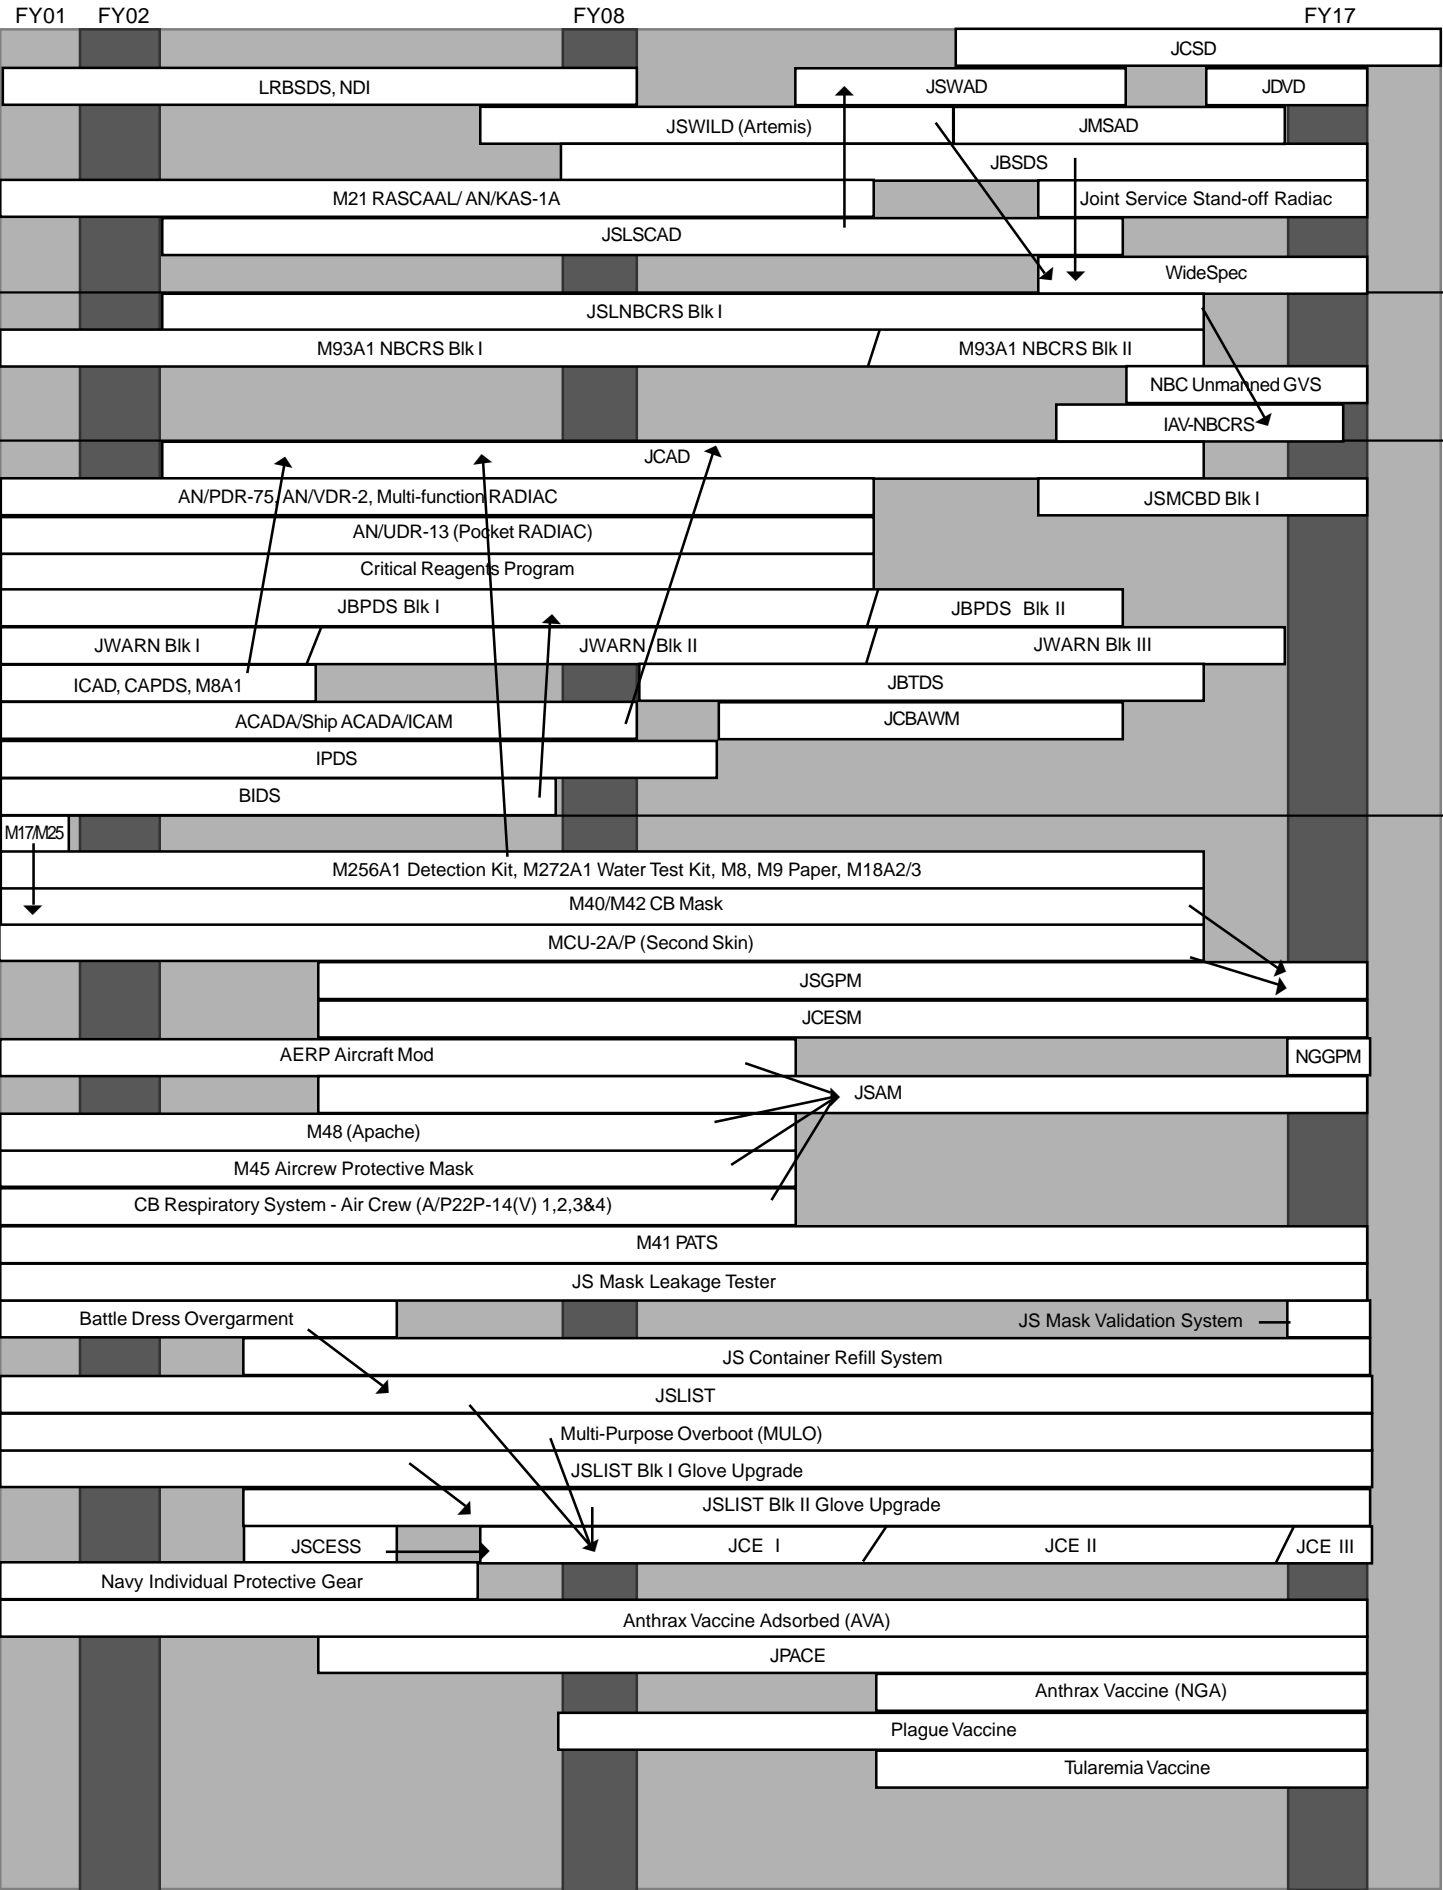 FY01 FY02 FY08 FY17
JCSD
LRBSDS, NDI JSWAD JDVD
JSWILD (Artemis) JMSAD
JBSDS
M21 RASCAAL/ AN/KAS-1A Joint Service Stand-off Radiac
JSLSCAD
WideSpec
JSLNBCRS Blk I
M93A1 NBCRS Blk I M93A1 NBCRS Blk II
NBC Unmanned GVS
IAV-NBCRS
JCAD
AN/PDR-75, AN/VDR-2, Multi-function RADIAC JSMCBD Blk I
AN/UDR-13 (Pocket RADIAC)
Critical Reagents Program
JBPDS Blk I JBPDS Blk II
JWARN Blk I JWARN Blk II JWARN Blk III
ICAD, CAPDS, M8A1 JBTDS
ACADA/Ship ACADA/ICAM JCBAWM
IPDS
BIDS
M17/M25
M256A1 Detection Kit, M272A1 Water Test Kit, M8, M9 Paper, M18A2/3
M40/M42 CB Mask
MCU-2A/P (Second Skin)
JSGPM
JCESM
AERP Aircraft Mod NGGPM
JSAM
M48 (Apache)
M45 Aircrew Protective Mask
CB Respiratory System - Air Crew (A/P22P-14(V) 1,2,3&4)
M41 PATS
JS Mask Leakage Tester
Battle Dress Overgarment JS Mask Validation System
JS Container Refill System
JSLIST
Multi-Purpose Overboot (MULO)
JSLIST Blk I Glove Upgrade
JSLIST Blk II Glove Upgrade
JSCESS JCE I JCE II JCE III
Navy Individual Protective Gear
Anthrax Vaccine Adsorbed (AVA)
JPACE
Anthrax Vaccine (NGA)
Plague Vaccine
Tularemia Vaccine